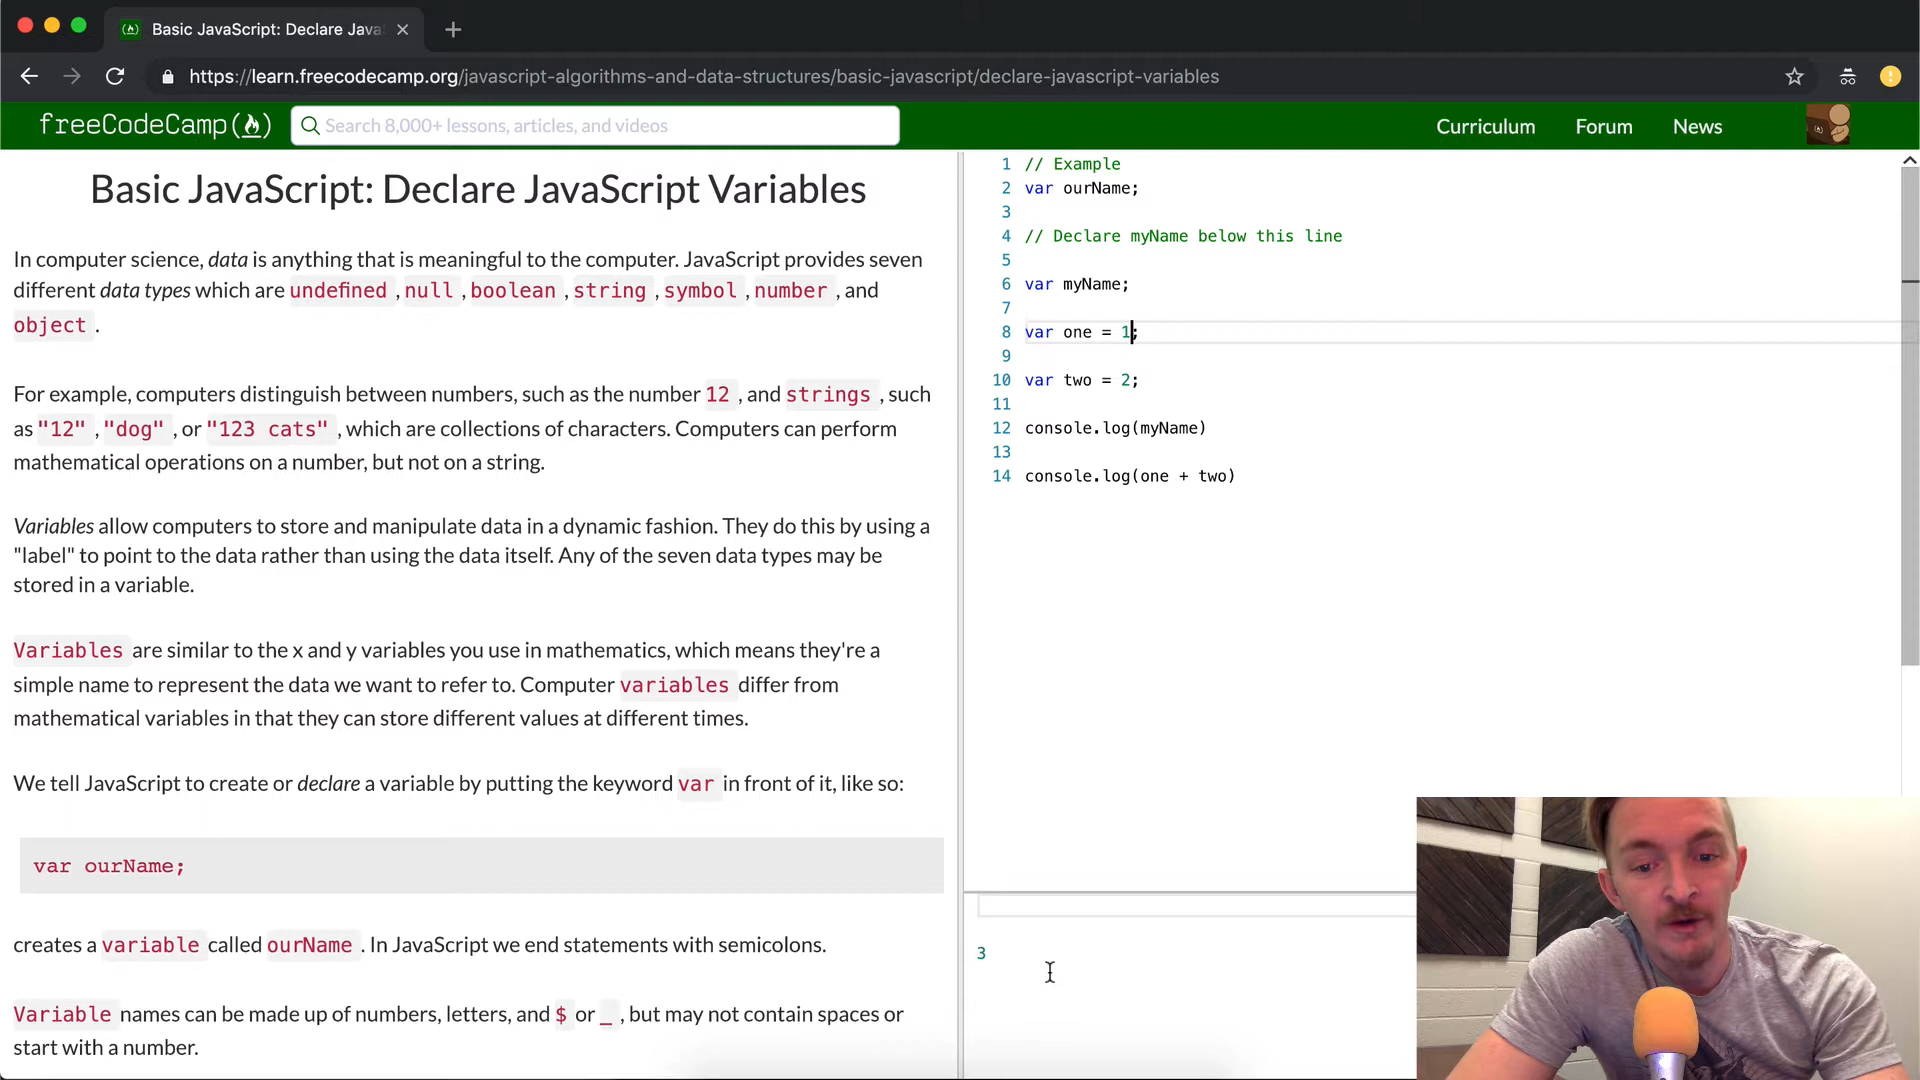 Basic JavaScript: Declare Java
https://learn.freecodecamp.org/javascript-algorithms-and-data-structures/basic-javascript/declare-javascript-variables
freeCodeCamp
Search 8,000+ lessons, articles, and videos
Curriculum
Forum
News
Basic JavaScript: Declare JavaScript Variables
In computer science, data is anything that is meaningful to the computer. JavaScript provides seven
different data types which are undefined , null , boolean , string , symbol , number , and
object .
For example, computers distinguish between numbers, such as the number 12 , and strings , such
as "12" , "dog" , or "123 cats" , which are collections of characters. Computers can perform
mathematical operations on a number, but not on a string.
Variables allow computers to store and manipulate data in a dynamic fashion. They do this by using a
"label" to point to the data rather than using the data itself. Any of the seven data types may be
stored in a variable.
Variables are similar to the x and y variables you use in mathematics, which means they're a
simple name to represent the data we want to refer to. Computer variables differ from
mathematical variables in that they can store different values at different times.
We tell JavaScript to create or declare a variable by putting the keyword var in front of it, like so:
var ourName;
creates a variable called ourName . In JavaScript we end statements with semicolons.
Variable names can be made up of numbers, letters, and $ or _ , but may not contain spaces or
start with a number.
1 // Example
2 var ourName;
3
4 // Declare myName below this line
5
6 var myName;
7
8 var one = 1;
9
10 var two = 2;
11
12 console.log(myName)
13
14 console.log(one + two)
3